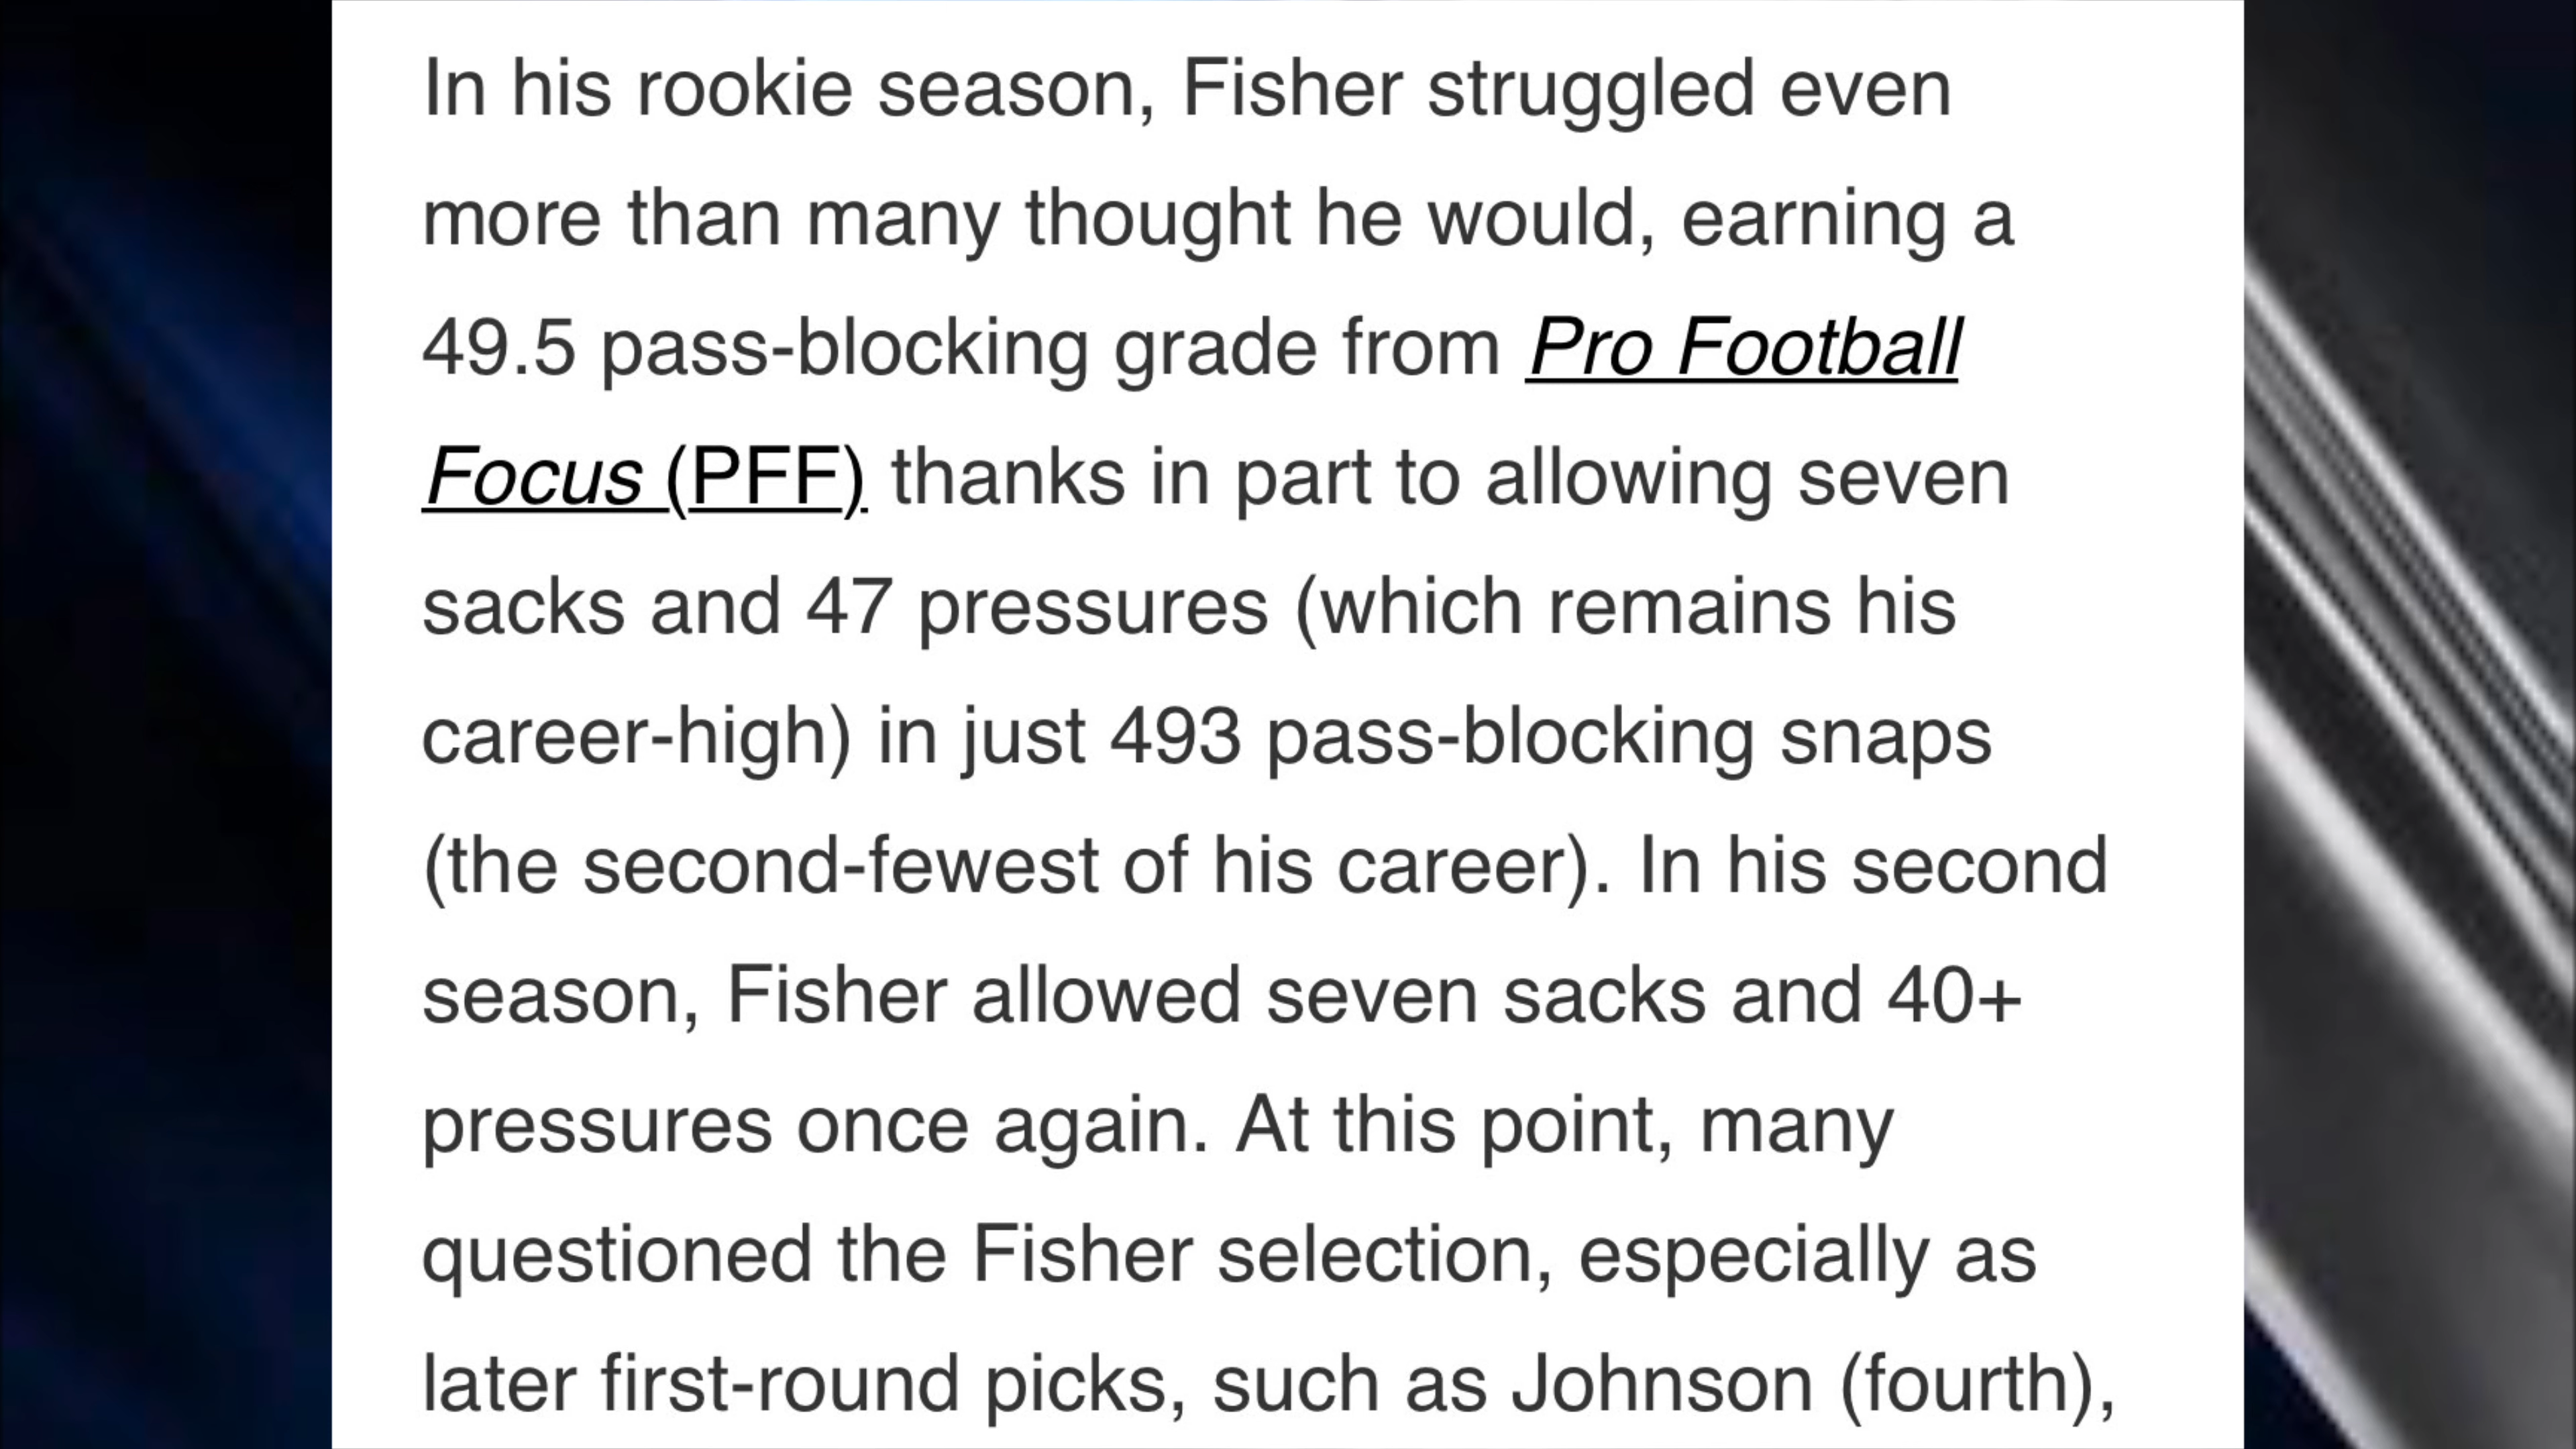 In his rookie season, Fisher struggled even
more than many thought he would, earning a
49.5 pass-blocking grade from Pro Football
Focus (PFF) thanks in part to allowing seven
sacks and 47 pressures (which remains his
career-high) in just 493 pass-blocking snaps
(the second-fewest of his career). In his second
season, Fisher allowed seven sacks and 40+
pressures once again. At this point, many
questioned the Fisher selection, especially as
later first-round picks, such as Johnson (fourth),